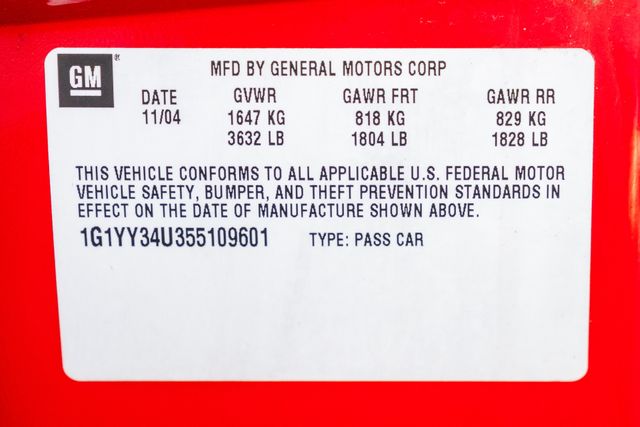 GM®
MFD BY GENERAL MOTORS CORP
DATE GVWR GAWR FRT GAWR RR
11/04 1647 KG 818 KG 829 KG
3632 LB 1804 LB 1828 LB
THIS VEHICLE CONFORMS TO ALL APPLICABLE U.S. FEDERAL MOTOR
VEHICLE SAFETY, BUMPER, AND THEFT PREVENTION STANDARDS IN
EFFECT ON THE DATE OF MANUFACTURE SHOWN ABOVE.
1G1YY34U355109601 TYPE: PASS CAR